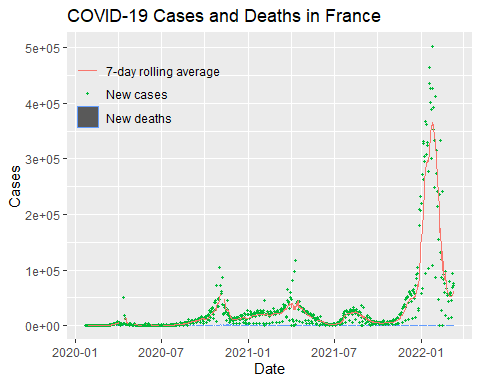 COVID-19 Cases and Deaths in France
5e+05
4e+05
3e+05
2e+05
1e+05
0e+00
Cases
7-day rolling average
New cases
New deaths
2020-01
2020-07
2021-01
2021-07
2022-01
Date